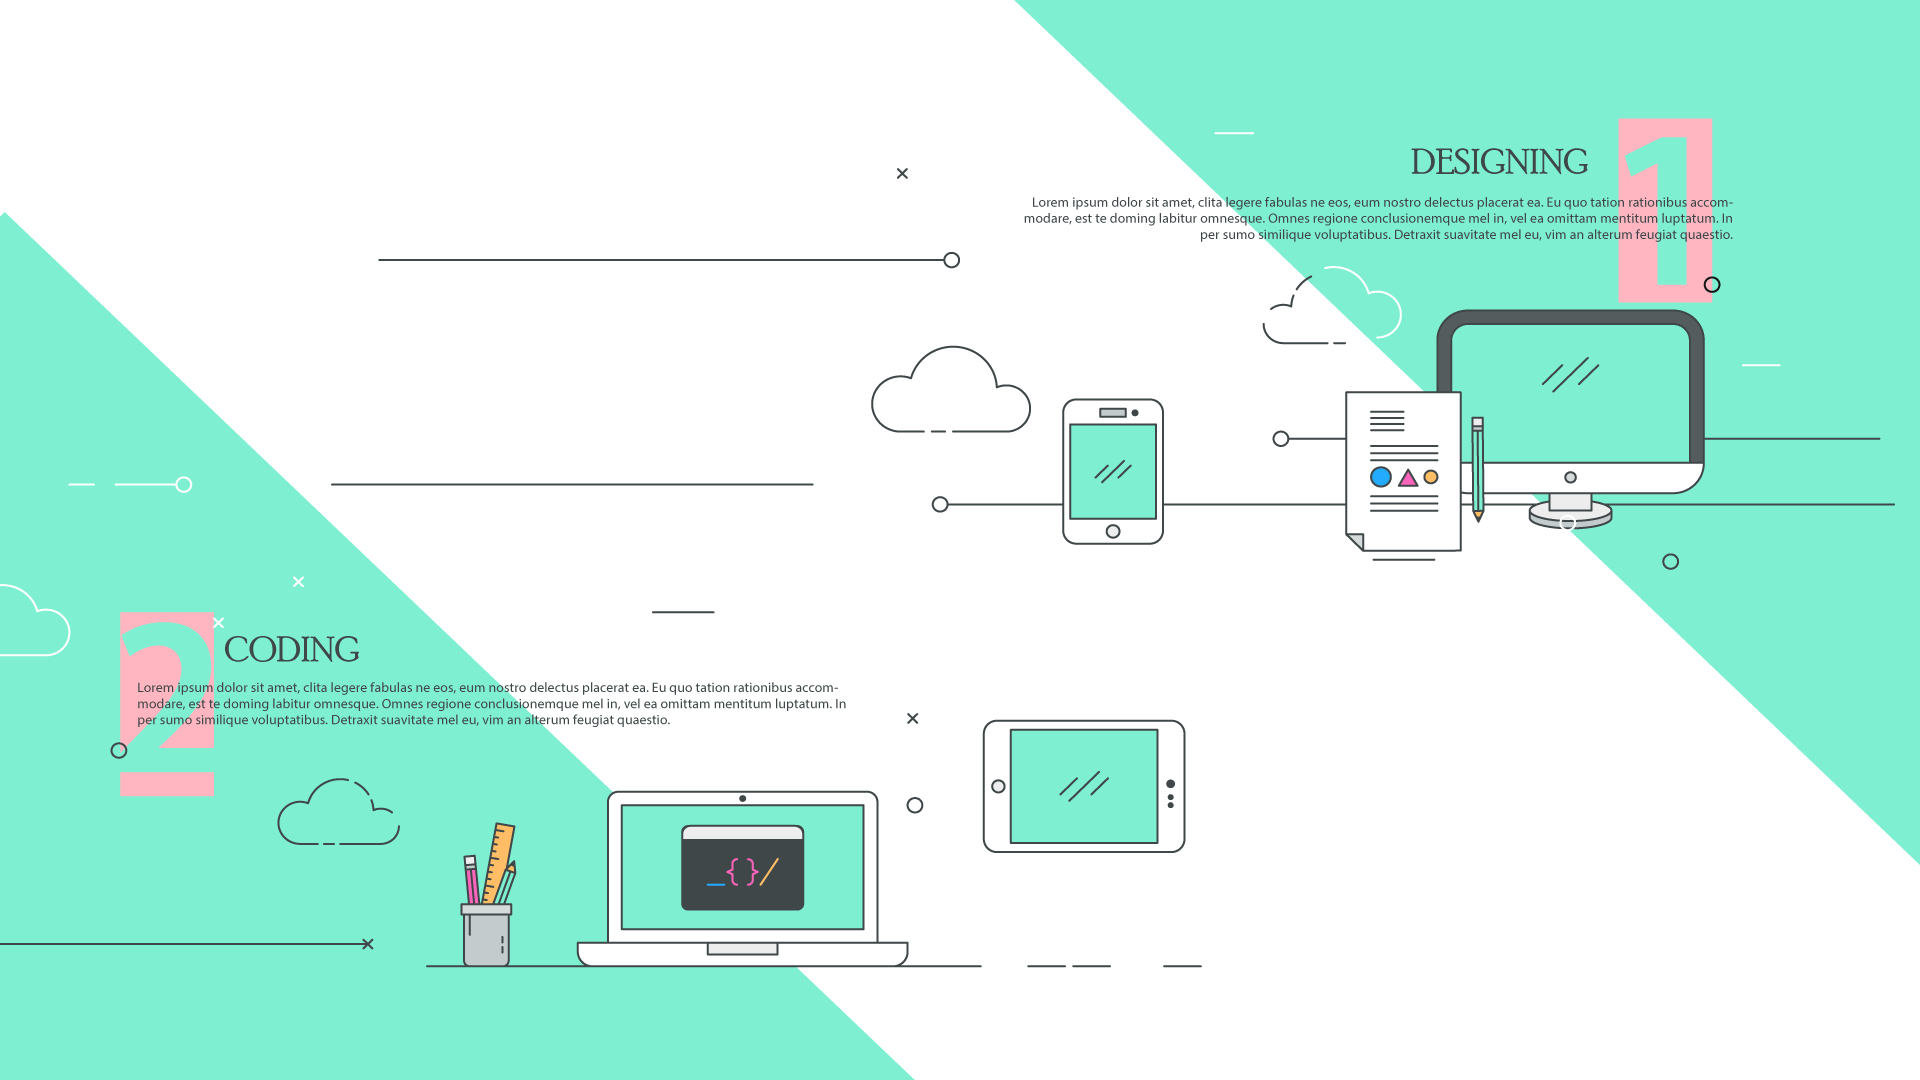 DESIGNING
1
Lorem ipsum dolor sit amet, clita legere fabulas ne eos, eum nostro delectus placerat ea. Eu quo tation rationibus accom-
modare, est te doming labitur omnesque. Omnes regione conclusionemque mel in, vel ea omittam mentitum luptatum. In
per sumo similique voluptatibus. Detraxit suavitate mel eu, vim an alterum feugiat quaestio.
2
CODING
Lorem ipsum dolor sit amet, clita legere fabulas ne eos, eum nostro delectus placerat ea. Eu quo tation rationibus accom-
modare, est te doming labitur omnesque. Omnes regione conclusionemque mel in, vel ea omittam mentitum luptatum. In
per sumo similique voluptatibus. Detraxit suavitate mel eu, vim an alterum feugiat quaestio.
_{}/